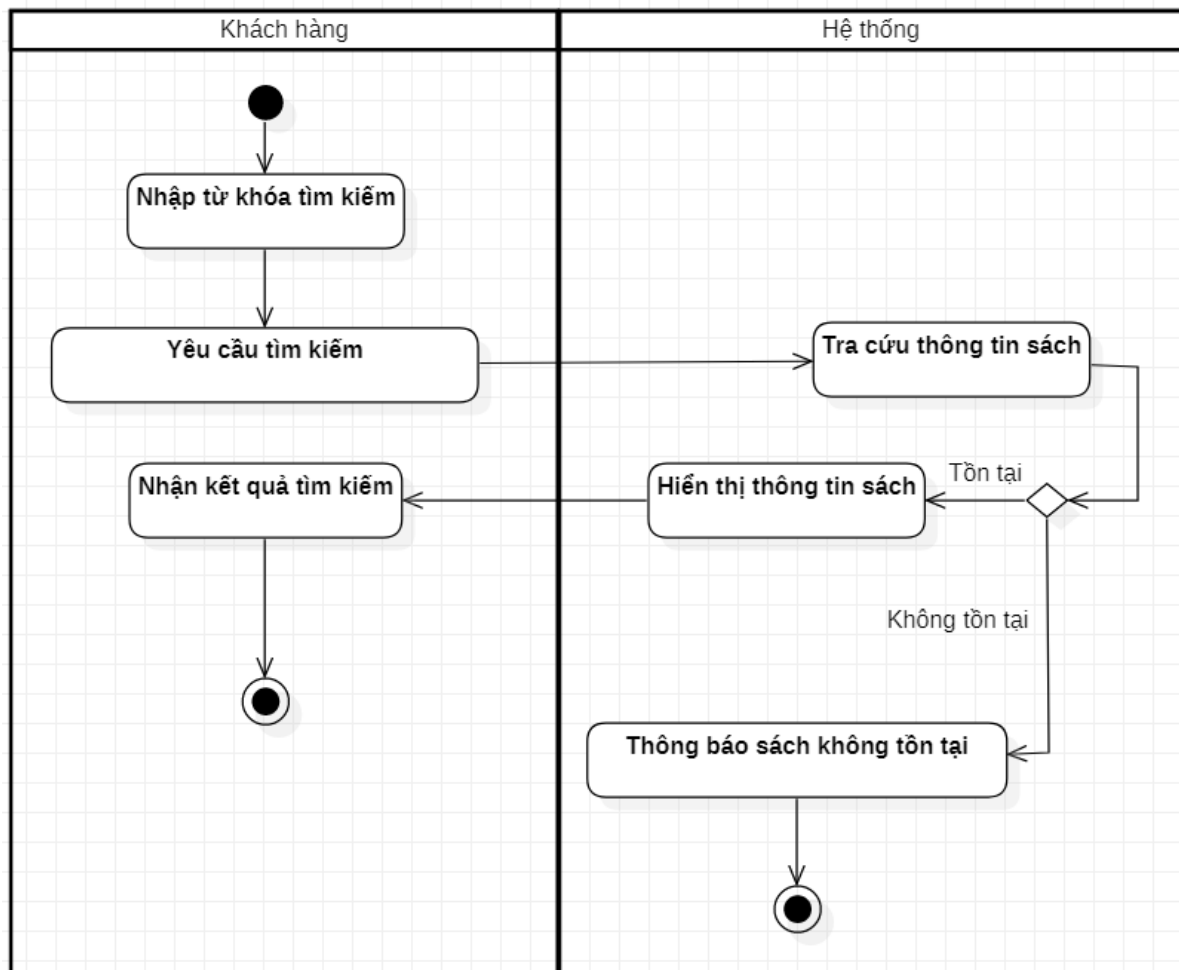 Khách hàng
Hệ thống
Nhập từ khóa tìm kiếm
Yêu cầu tìm kiếm
Tra cứu thông tin sách
Nhận kết quả tìm kiếm
Hiển thị thông tin sách
Tồn tại
Không tồn tại
Thông báo sách không tồn tại